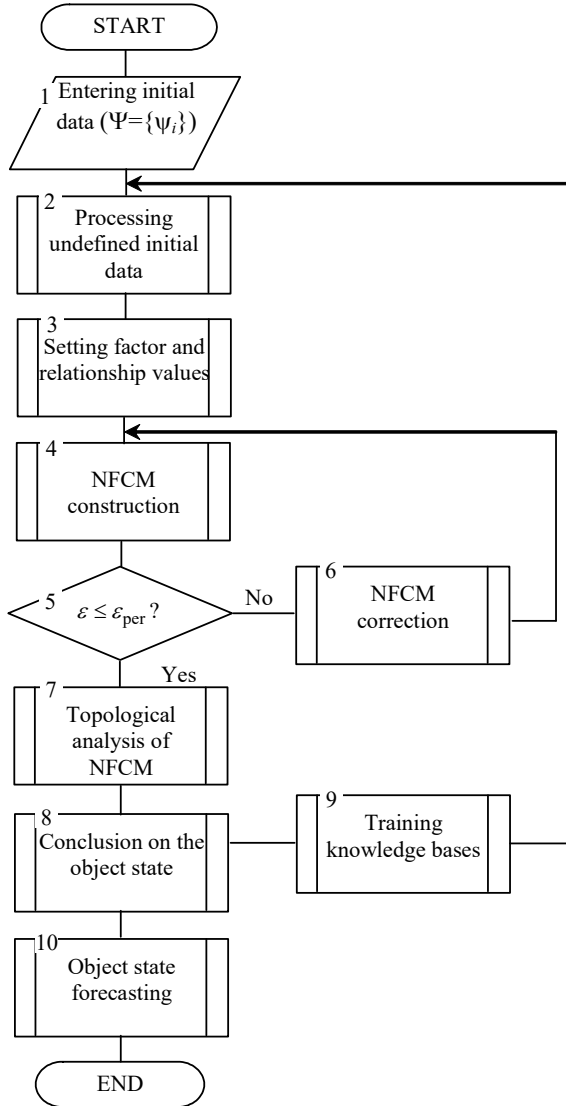 START
1
Entering initial
data (Ψ={ψᵢ})
2
Processing
undefined initial
data
3
Setting factor and
relationship values
4
NFCM
construction
5
ε ≤ εper ?
No
6
NFCM
correction
Yes
7
Topological
analysis of
NFCM
8
Conclusion on the
object state
9
Training
knowledge bases
10
Object state
forecasting
END